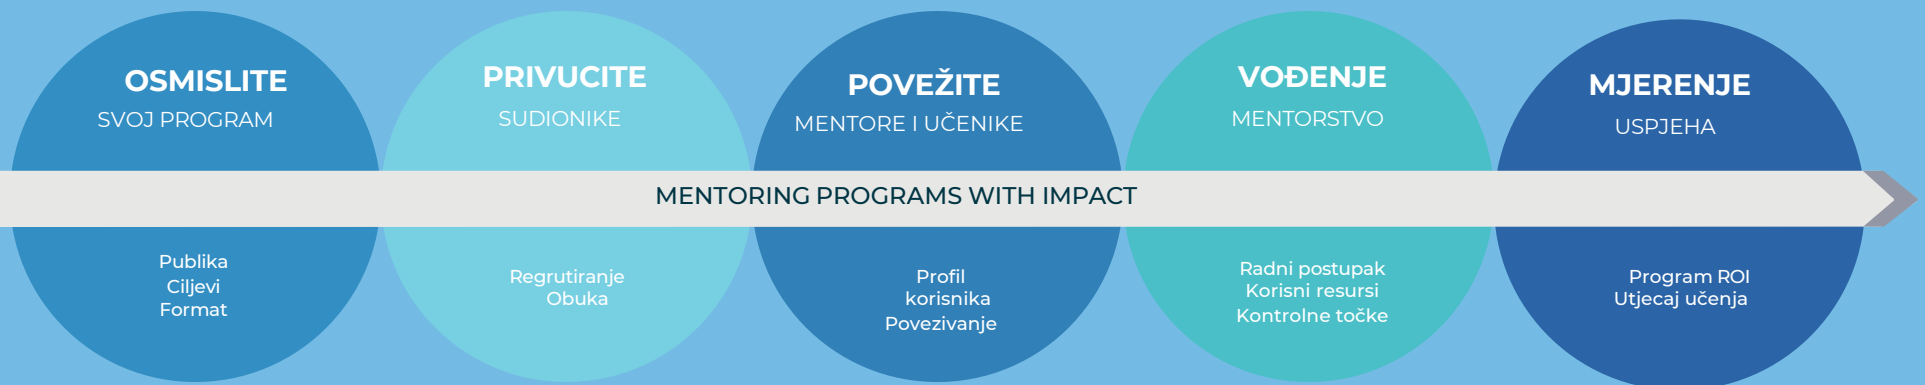 OSMISLITE
SVOJ PROGRAM
PRIVUCITE
SUDIONIKE
POVEŽITE
MENTORE I UČENIKE
VOĐENJE
MENTORSTVO
MJERENJE
USPJEHA
MENTORING PROGRAMS WITH IMPACT
Publika
Ciljevi
Format
Regrutiranje
Obuka
Profil
korisnika
Povezivanje
Radni postupak
Korisni resursi
Kontrolne točke
Program ROI
Utjecaj učenja